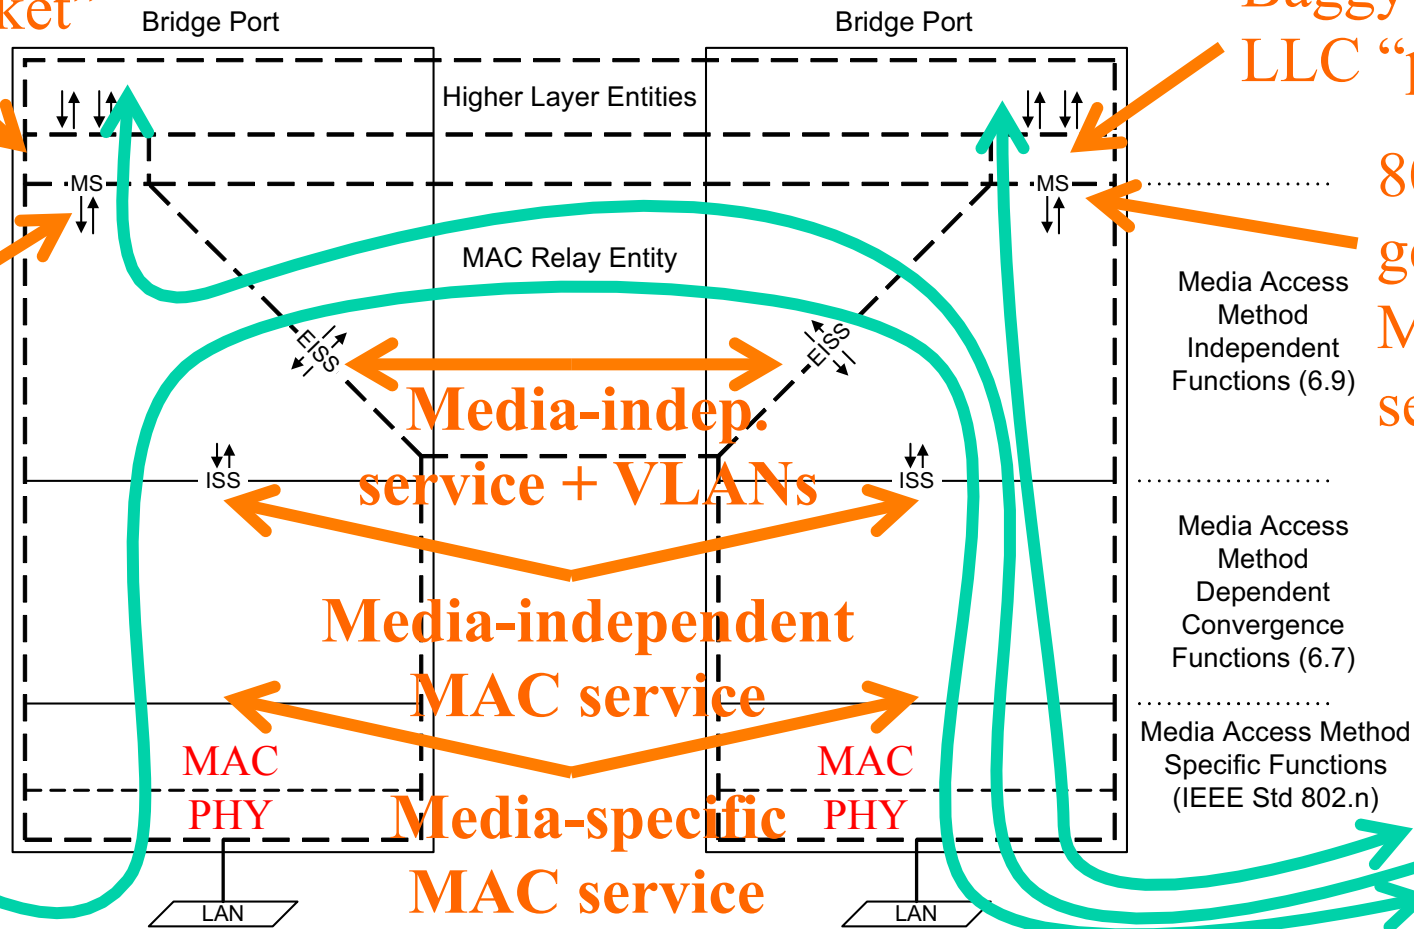 Bridge Port
Bridge Port
LLC
Higher Layer Entities
MS
MS
MAC Relay Entity
Media Access
Method
Independent
Functions (6.9)
EISS
EISS
Media-indep.
service + VLANs
ISS
ISS
Media Access
Method
Dependent
Convergence
Functions (6.7)
Media-independent
MAC service
Media Access Method
Specific Functions
(IEEE Std 802.n)
MAC
MAC
PHY
PHY
Media-specific
MAC service
LAN
LAN